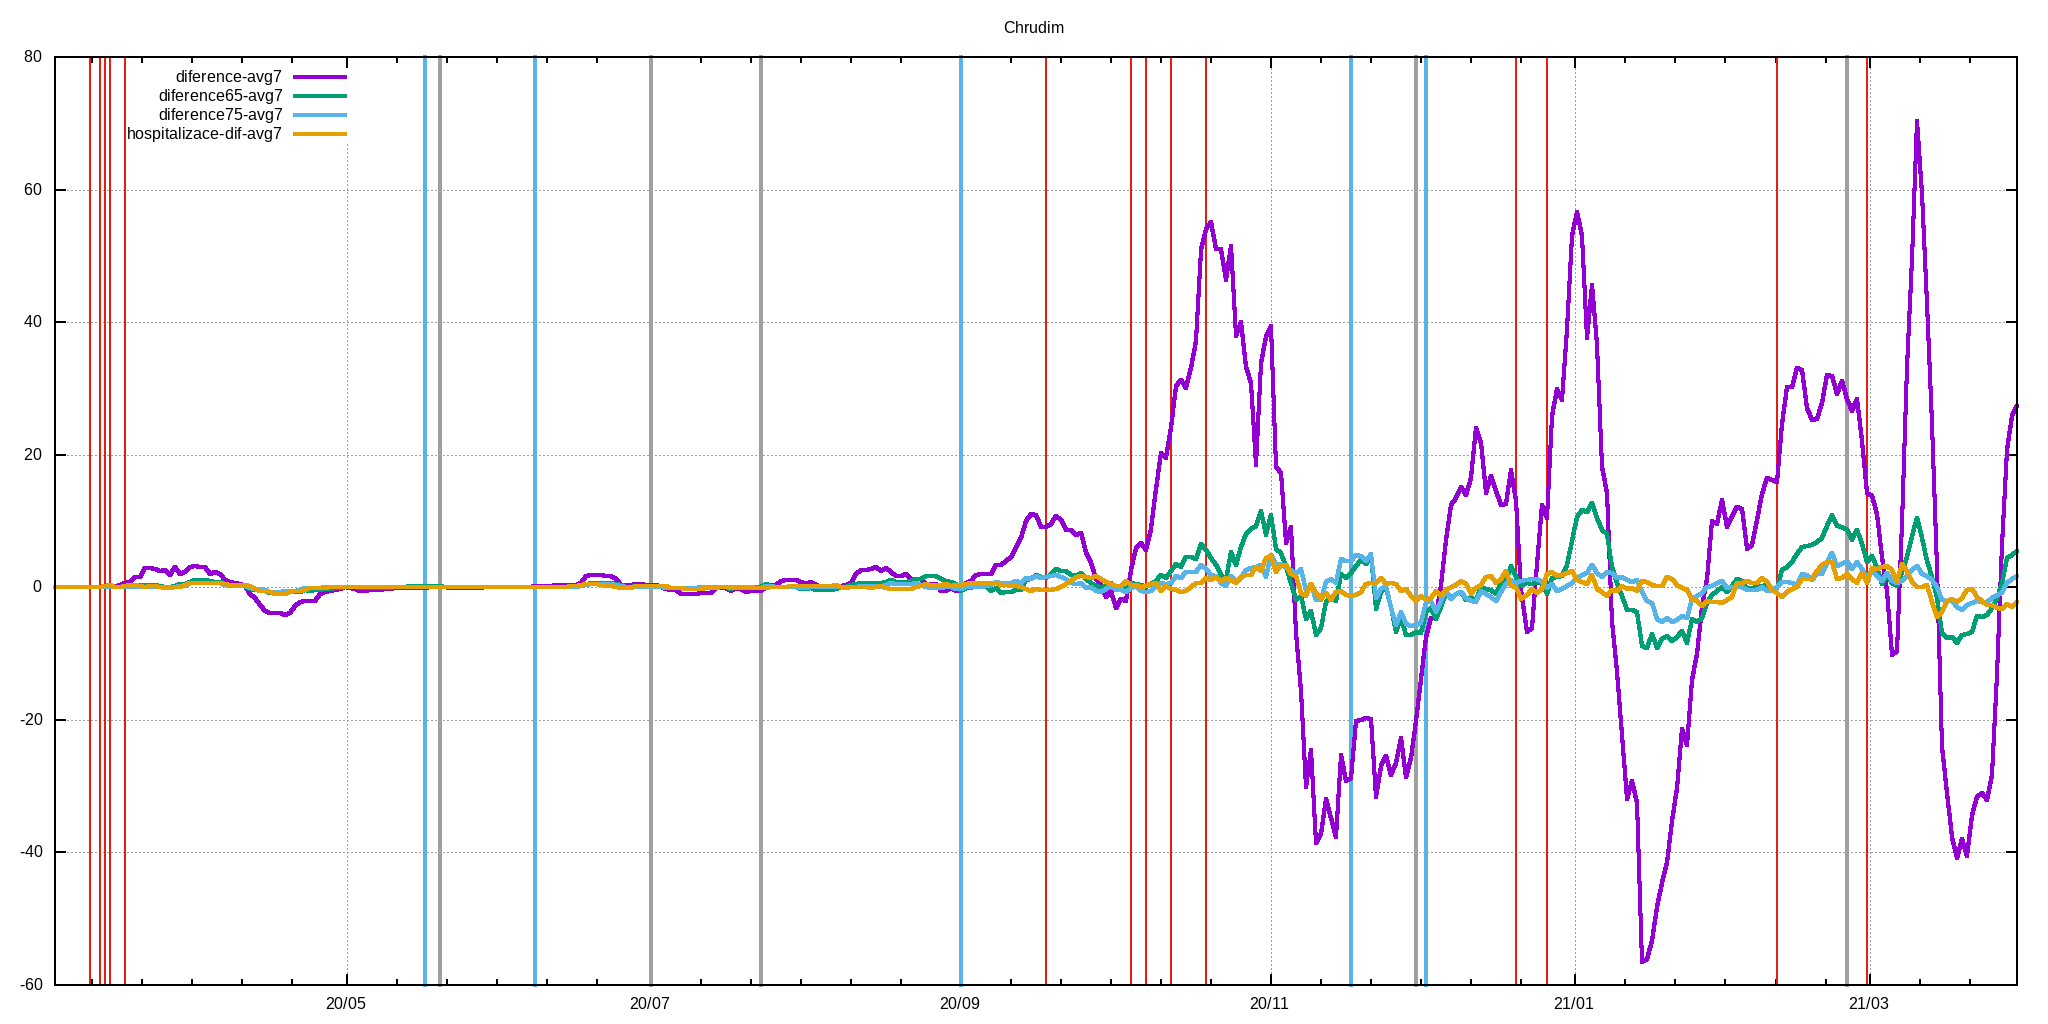 Chrudim
80
60
40
20
0
-20
-40
-60
diference-avg7
diference65-avg7
diference75-avg7
hospitalizace-dif-avg7
20/05
20/07
20/09
20/11
21/01
21/03